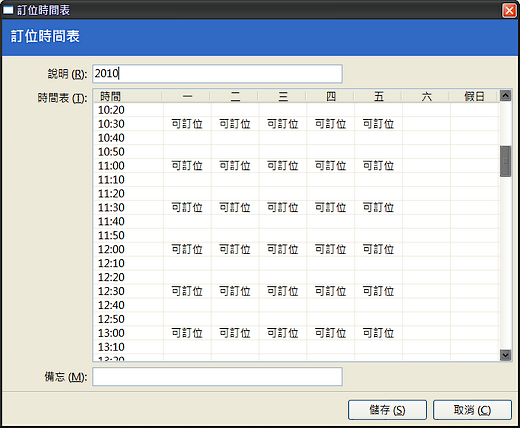 訂位時間表
訂位時間表
說明 (R): 2010
時間表 (T): 時間 一 二 三 四 五 六 假日
10:20
10:30 可訂位 可訂位 可訂位 可訂位 可訂位
10:40
10:50
11:00 可訂位 可訂位 可訂位 可訂位 可訂位
11:10
11:20
11:30 可訂位 可訂位 可訂位 可訂位 可訂位
11:40
11:50
12:00 可訂位 可訂位 可訂位 可訂位 可訂位
12:10
12:20
12:30 可訂位 可訂位 可訂位 可訂位 可訂位
12:40
12:50
13:00 可訂位 可訂位 可訂位 可訂位 可訂位
13:10
13:20
備忘 (M):
儲存 (S) 取消 (C)